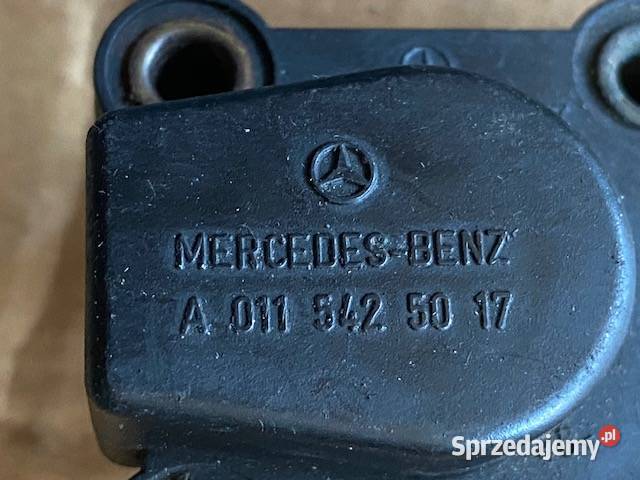 MERCEDES-BENZ
A 011 542 50 17
Sprzedajemy.pl